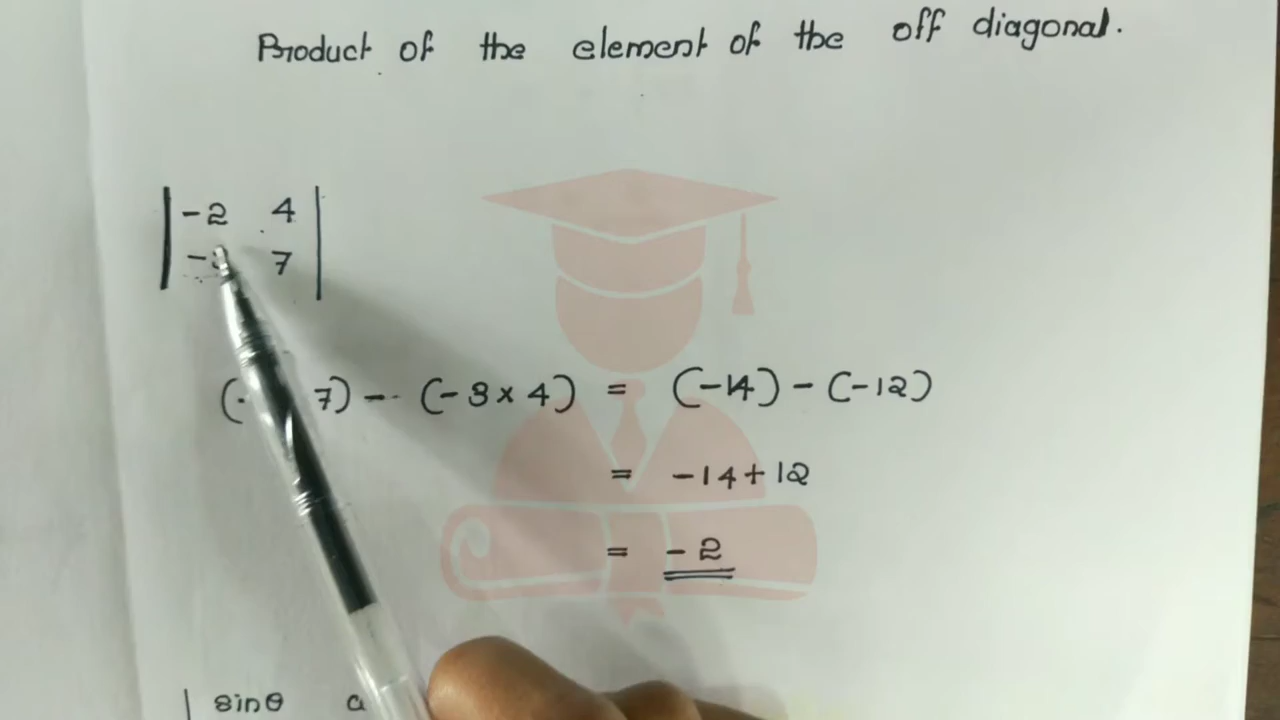 Product of the element of the off diagonal.
| -2 4 |
| - 7 |
( 7) - (-3 × 4) = (-14) - (-12)
= -14 + 12
= -2
| sinθ